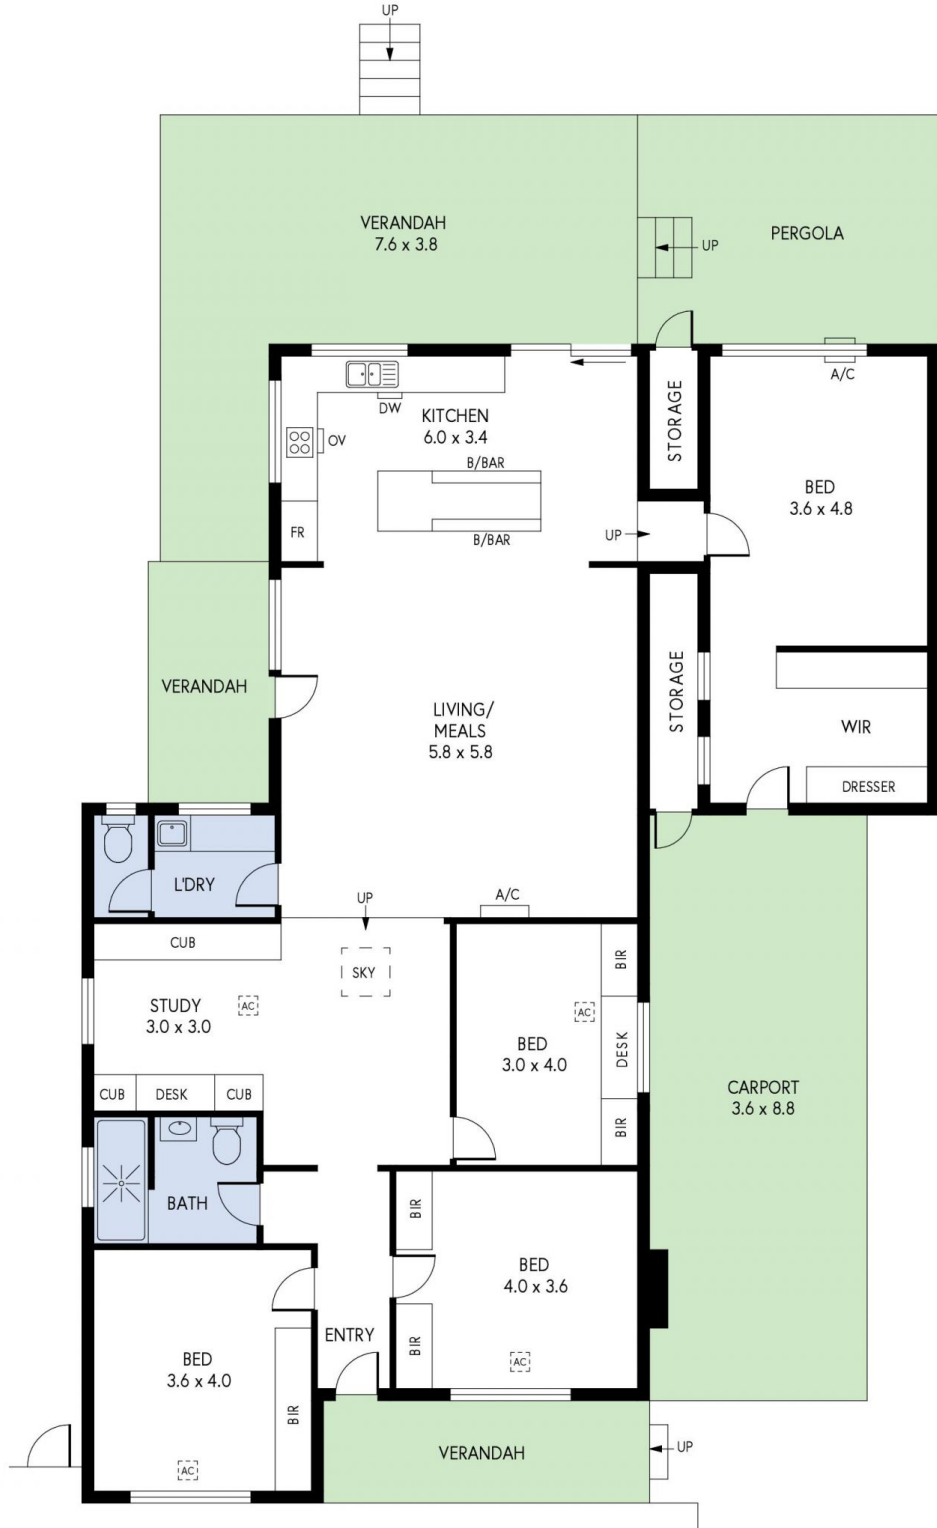 UP
VERANDAH
7.6 x 3.8
UP
PERGOLA
A/C
DW
KITCHEN
6.0 x 3.4
OV
B/BAR
STORAGE
BED
3.6 x 4.8
FR
B/BAR
UP
VERANDAH
LIVING/
MEALS
5.8 x 5.8
STORAGE
WIR
DRESSER
L'DRY
UP
A/C
CUB
SKY
BIR
STUDY
3.0 x 3.0
AC
AC
BED
3.0 x 4.0
DESK
CUB
DESK
CUB
BIR
CARPORT
3.6 x 8.8
BATH
BIR
BED
4.0 x 3.6
ENTRY
BIR
AC
BED
3.6 x 4.0
BIR
AC
VERANDAH
UP